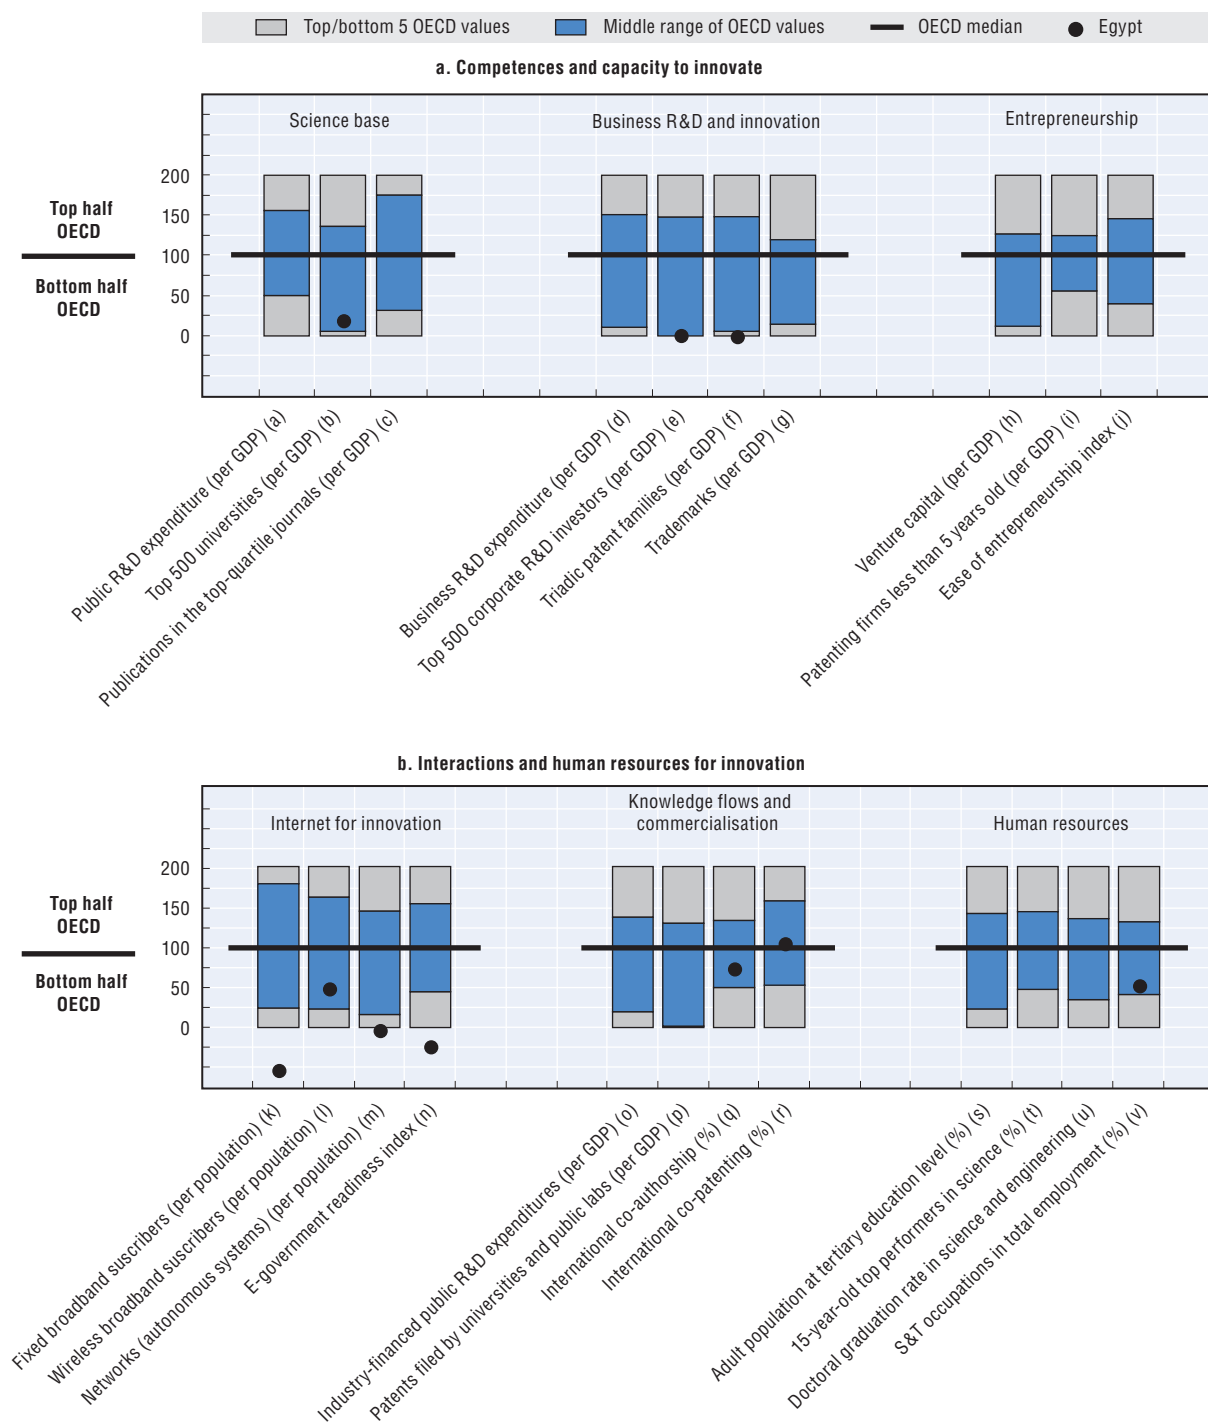 Top/bottom 5 OECD values Middle range of OECD values OECD median Egypt
a. Competences and capacity to innovate
Science base Business R&D and innovation Entrepreneurship
200
150
100
50
0
Top half
OECD
Bottom half
OECD
Public R&D expenditure (per GDP) (a)
Top 500 universities (per GDP) (b)
Publications in the top-quartile journals (per GDP) (c)
Business R&D expenditure (per GDP) (d)
Top 500 corporate R&D investors (per GDP) (e)
Triadic patent families (per GDP) (f)
Trademarks (per GDP) (g)
Venture capital (per GDP) (h)
Patenting firms less than 5 years old (per GDP) (i)
Ease of entrepreneurship index (j)
b. Interactions and human resources for innovation
Internet for innovation
Knowledge flows and
commercialisation
Human resources
200
150
100
50
0
Top half
OECD
Bottom half
OECD
Fixed broadband suscribers (per population) (k)
Wireless broadband suscribers (per population) (l)
Networks (autonomous systems) (per population) (m)
E-government readiness index (n)
Industry-financed public R&D expenditures (per GDP) (o)
Patents filed by universities and public labs (per GDP) (p)
International co-authorship (%) (q)
International co-patenting (%) (r)
Adult population at tertiary education level (%) (s)
15-year-old top performers in science (%) (t)
Doctoral graduation rate in science and engineering (u)
S&T occupations in total employment (%) (v)